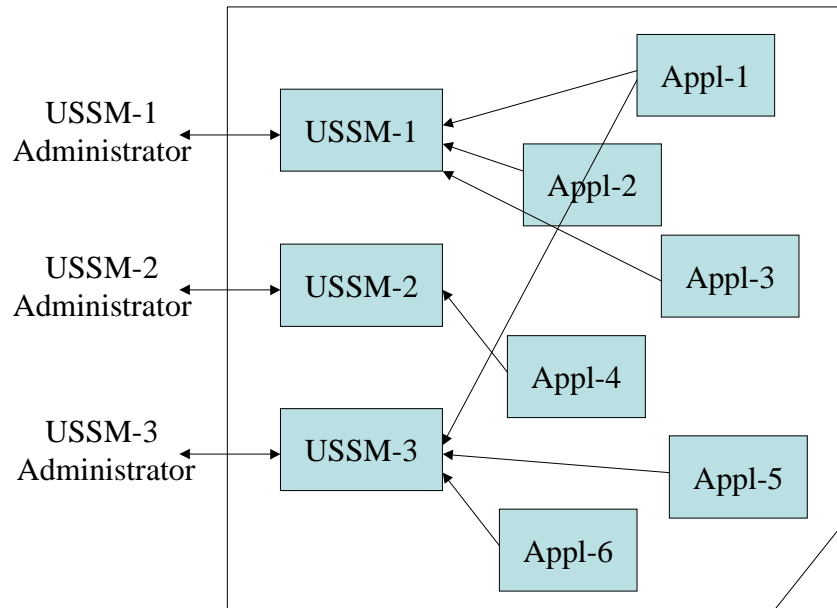 Appl-1
USSM-1
Administrator
USSM-1
Appl-2
USSM-2
Administrator
USSM-2
Appl-3
Appl-4
USSM-3
Administrator
USSM-3
Appl-5
Appl-6